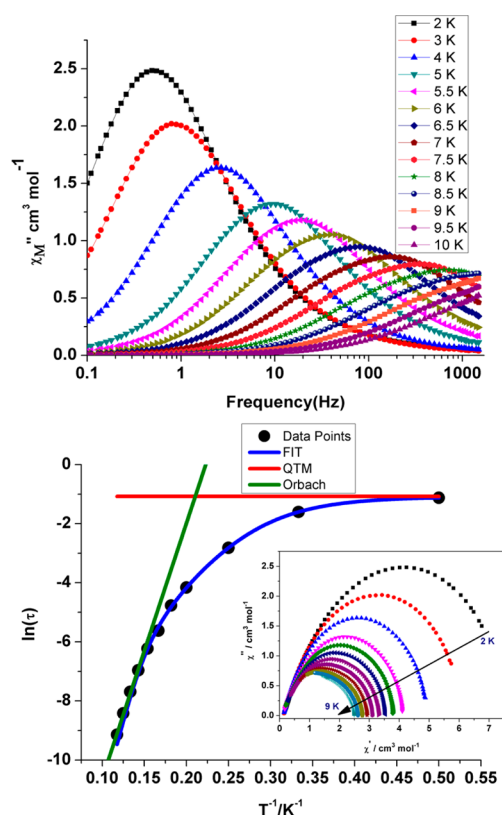 χM'' cm³ mol⁻¹
2.5
2.0
1.5
1.0
0.5
0.0
0.1
1
10
100
1000
Frequency(Hz)
2 K
3 K
4 K
5 K
5.5 K
6 K
6.5 K
7 K
7.5 K
8 K
8.5 K
9 K
9.5 K
10 K
Data Points
FIT
QTM
Orbach
ln(τ)
0
-2
-4
-6
-8
-10
0.10
0.15
0.20
0.25
0.30
0.35
0.40
0.45
0.50
0.55
T⁻¹/K⁻¹
χ'' / cm³ mol⁻¹
2.5
2.0
1.5
1.0
0.5
0.0
2 K
9 K
0
1
2
3
4
5
6
7
χ' / cm³ mol⁻¹